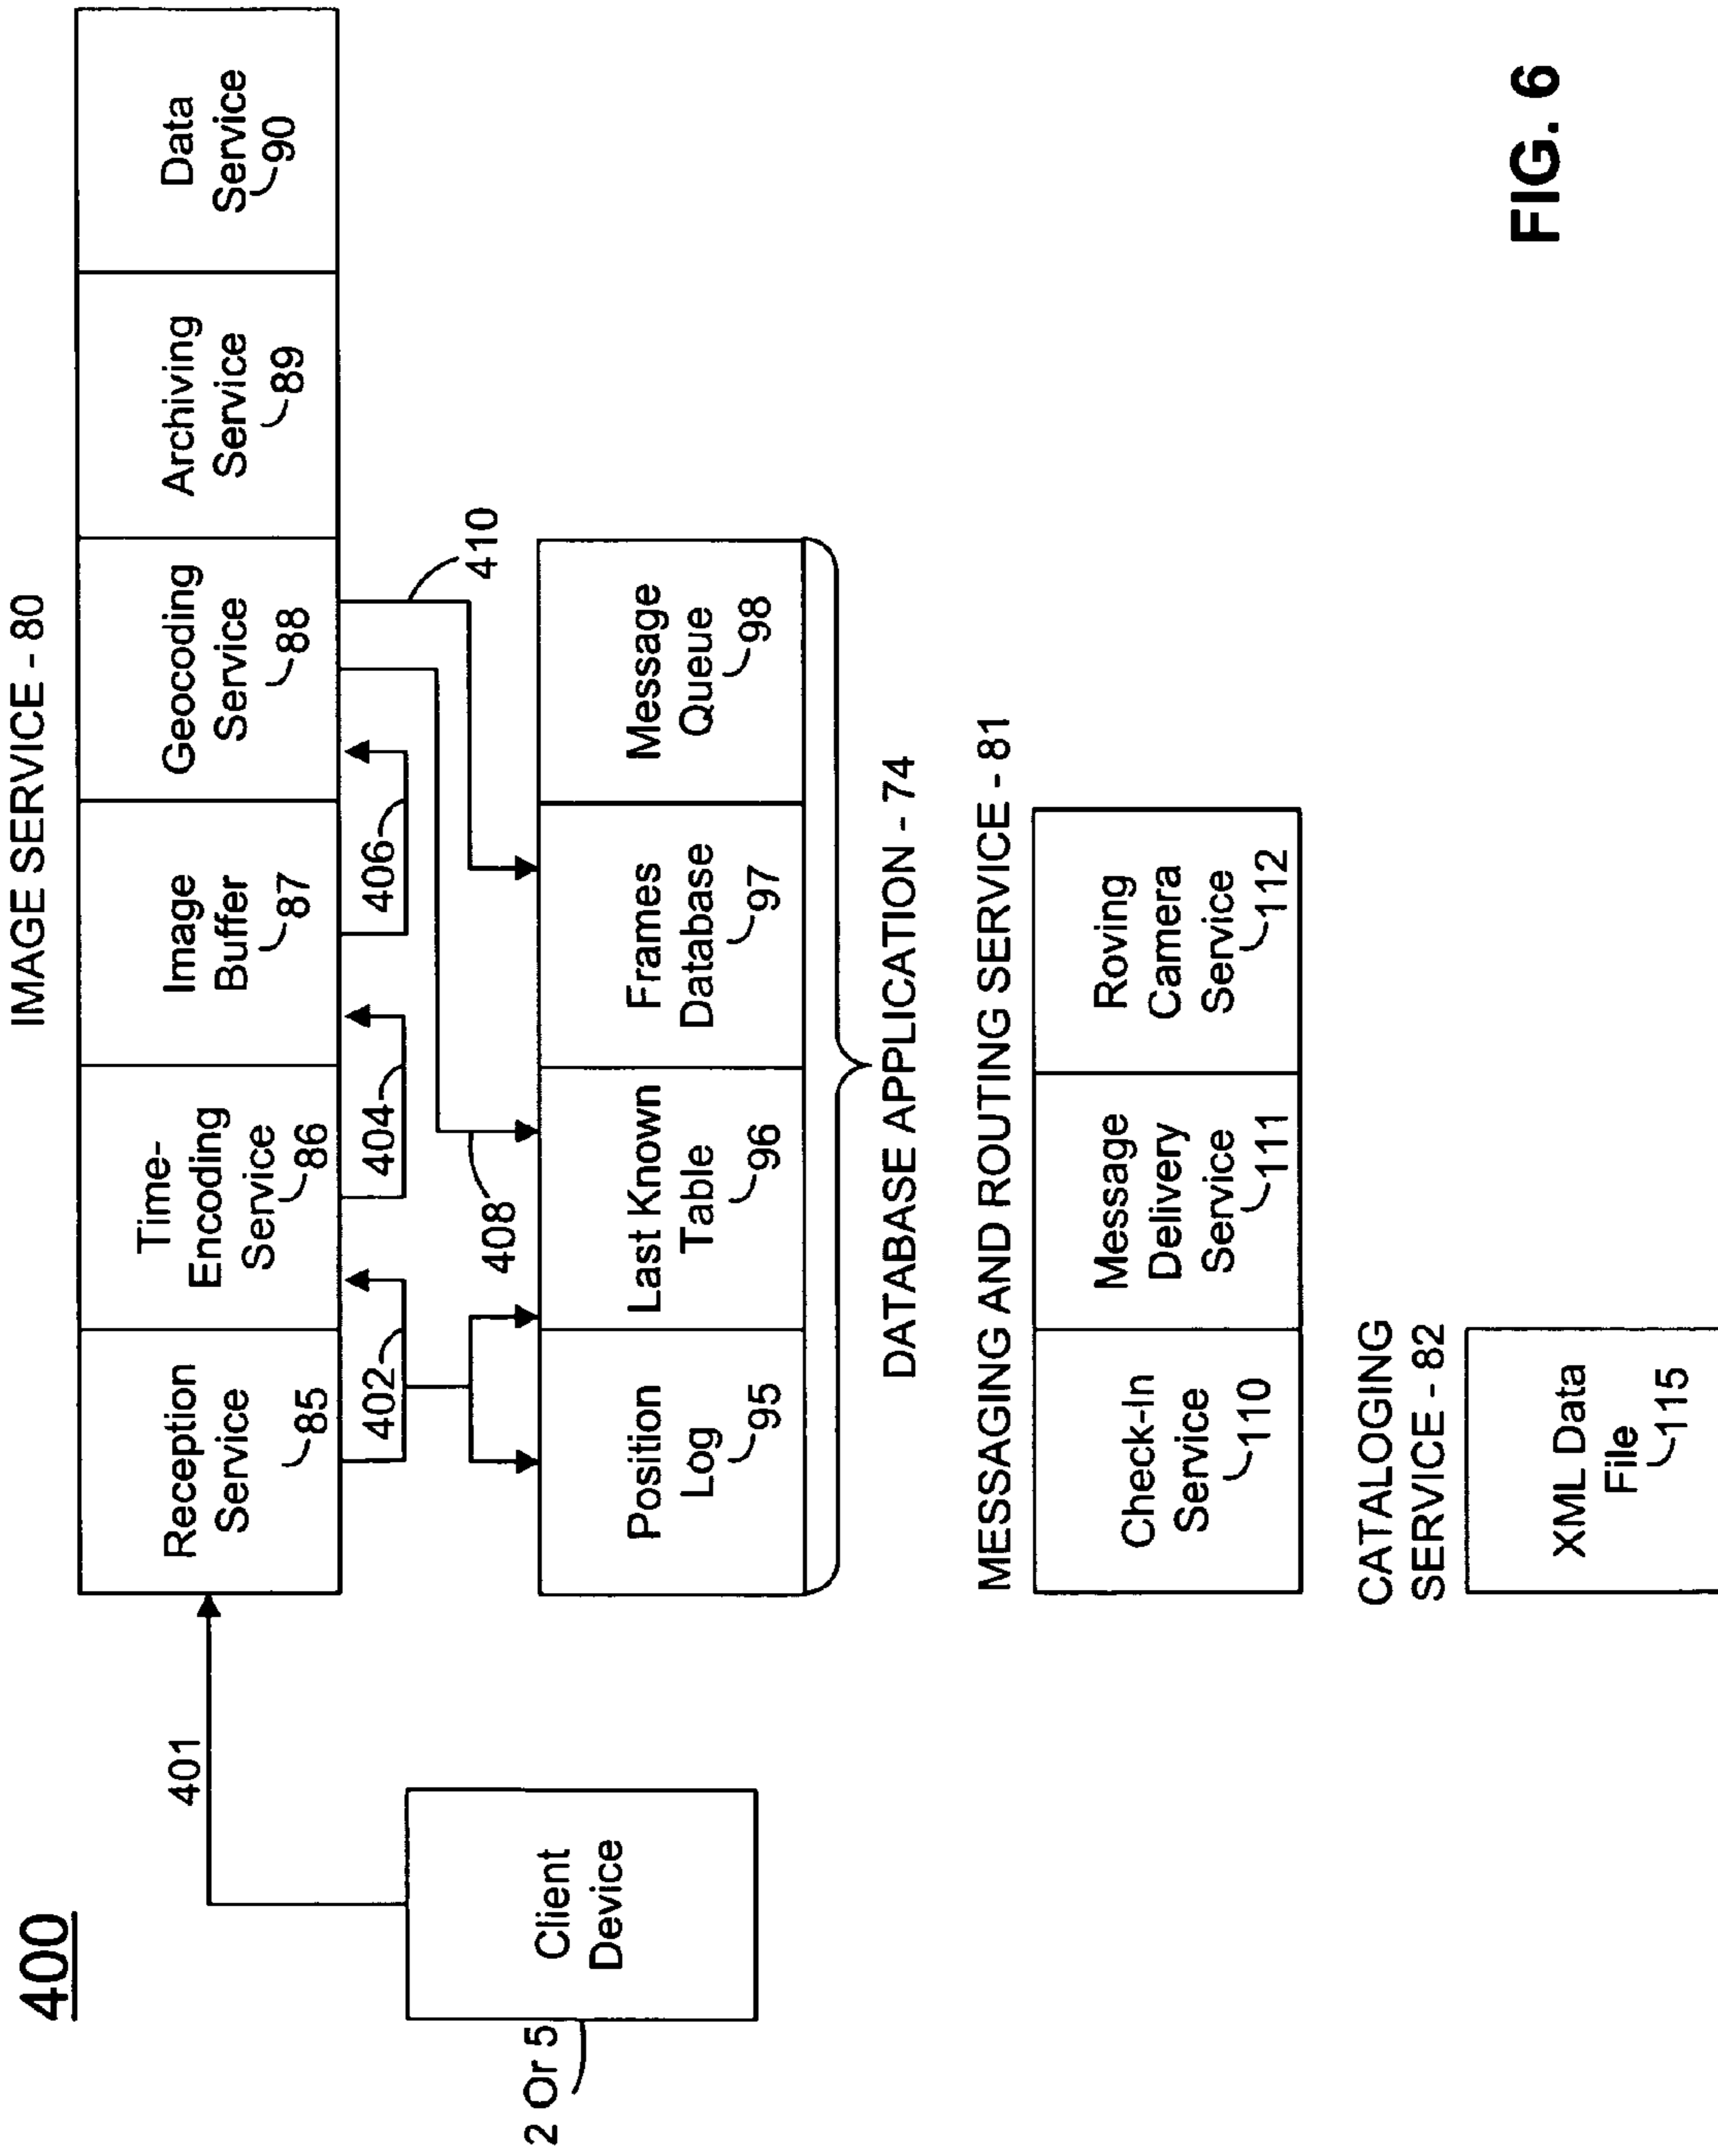 400
IMAGE SERVICE - 80
Reception
Service
85
Time-
Encoding
Service
86
Image
Buffer
87
Geocoding
Service
88
Archiving
Service
89
Data
Service
90
401
402
404
406
408
410
2 Or 5
Client
Device
Position
Log
95
Last Known
Table
96
Frames
Database
97
Message
Queue
98
DATABASE APPLICATION - 74
MESSAGING AND ROUTING SERVICE - 81
Check-In
Service
110
Message
Delivery
Service
111
Roving
Camera
Service
112
CATALOGING
SERVICE - 82
XML Data
File
115
FIG. 6